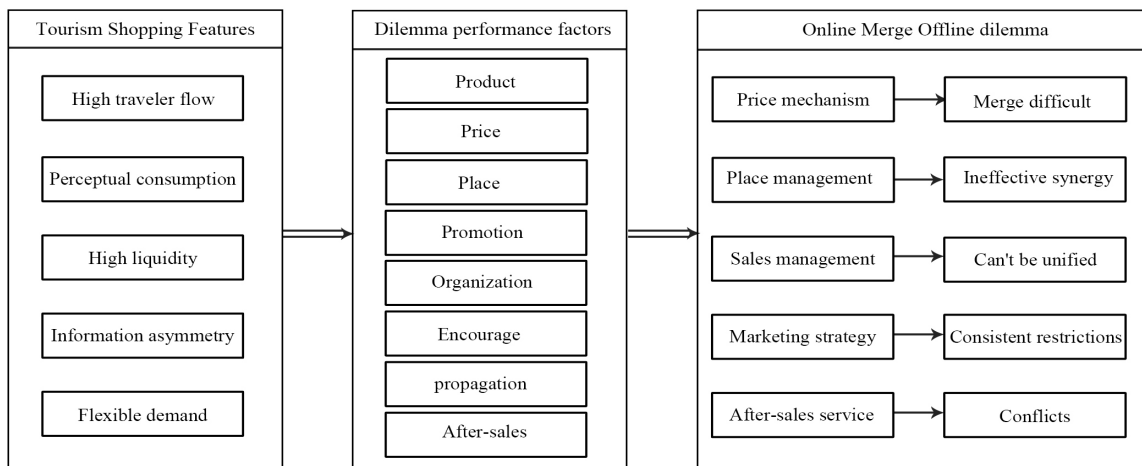 Tourism Shopping Features
High traveler flow
Perceptual consumption
High liquidity
Information asymmetry
Flexible demand
Dilemma performance factors
Product
Price
Place
Promotion
Organization
Encourage
propagation
After-sales
Online Merge Offline dilemma
Price mechanism
Merge difficult
Place management
Ineffective synergy
Sales management
Can't be unified
Marketing strategy
Consistent restrictions
After-sales service
Conflicts